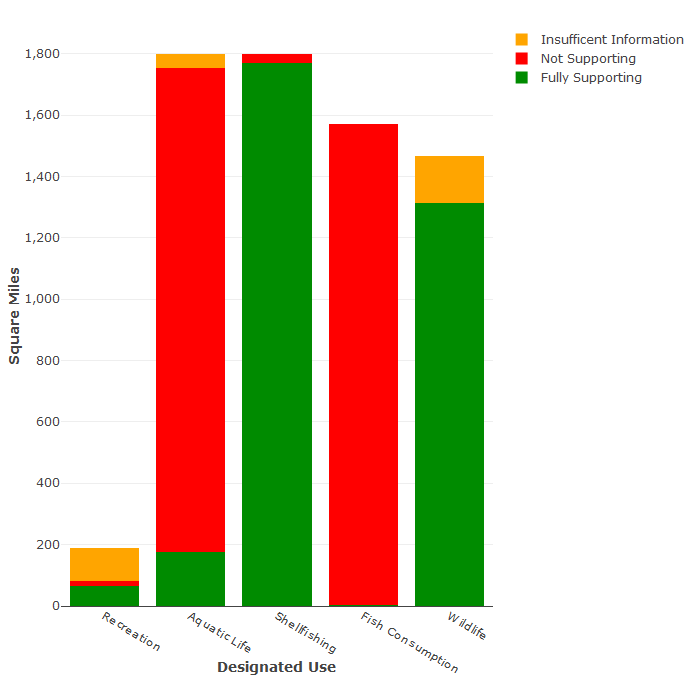 Insufficent Information
Not Supporting
Fully Supporting
1,800
1,600
1,400
1,200
1,000
800
600
400
200
0
Square Miles
Recreation
Aquatic Life
Shellfishing
Fish Consumption
Wildlife
Designated Use